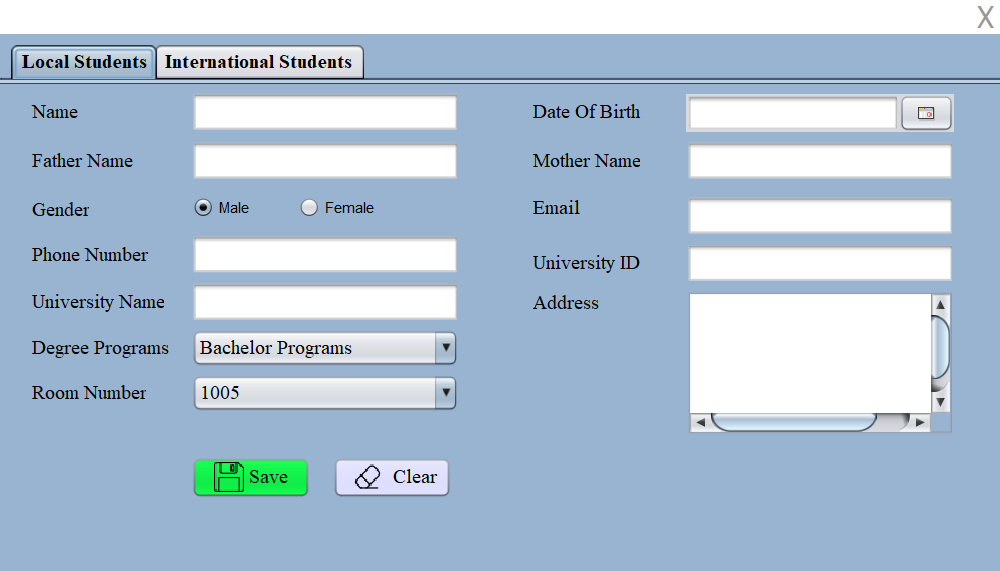 X
Local Students International Students
Name
Date Of Birth
Father Name
Mother Name
Gender
Male
Female
Email
Phone Number
University ID
University Name
Address
Degree Programs
Bachelor Programs
Room Number
1005
Save
Clear